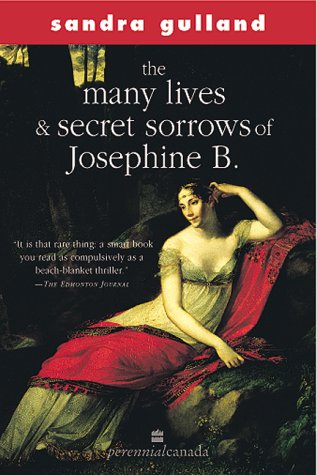 sandra gulland
the
many lives
& secret sorrows of
Josephine B.
"It is that rare thing: a smart book
you read as compulsively as a
beach-blanket thriller."
—THE EDMONTON JOURNAL
perennialcanada